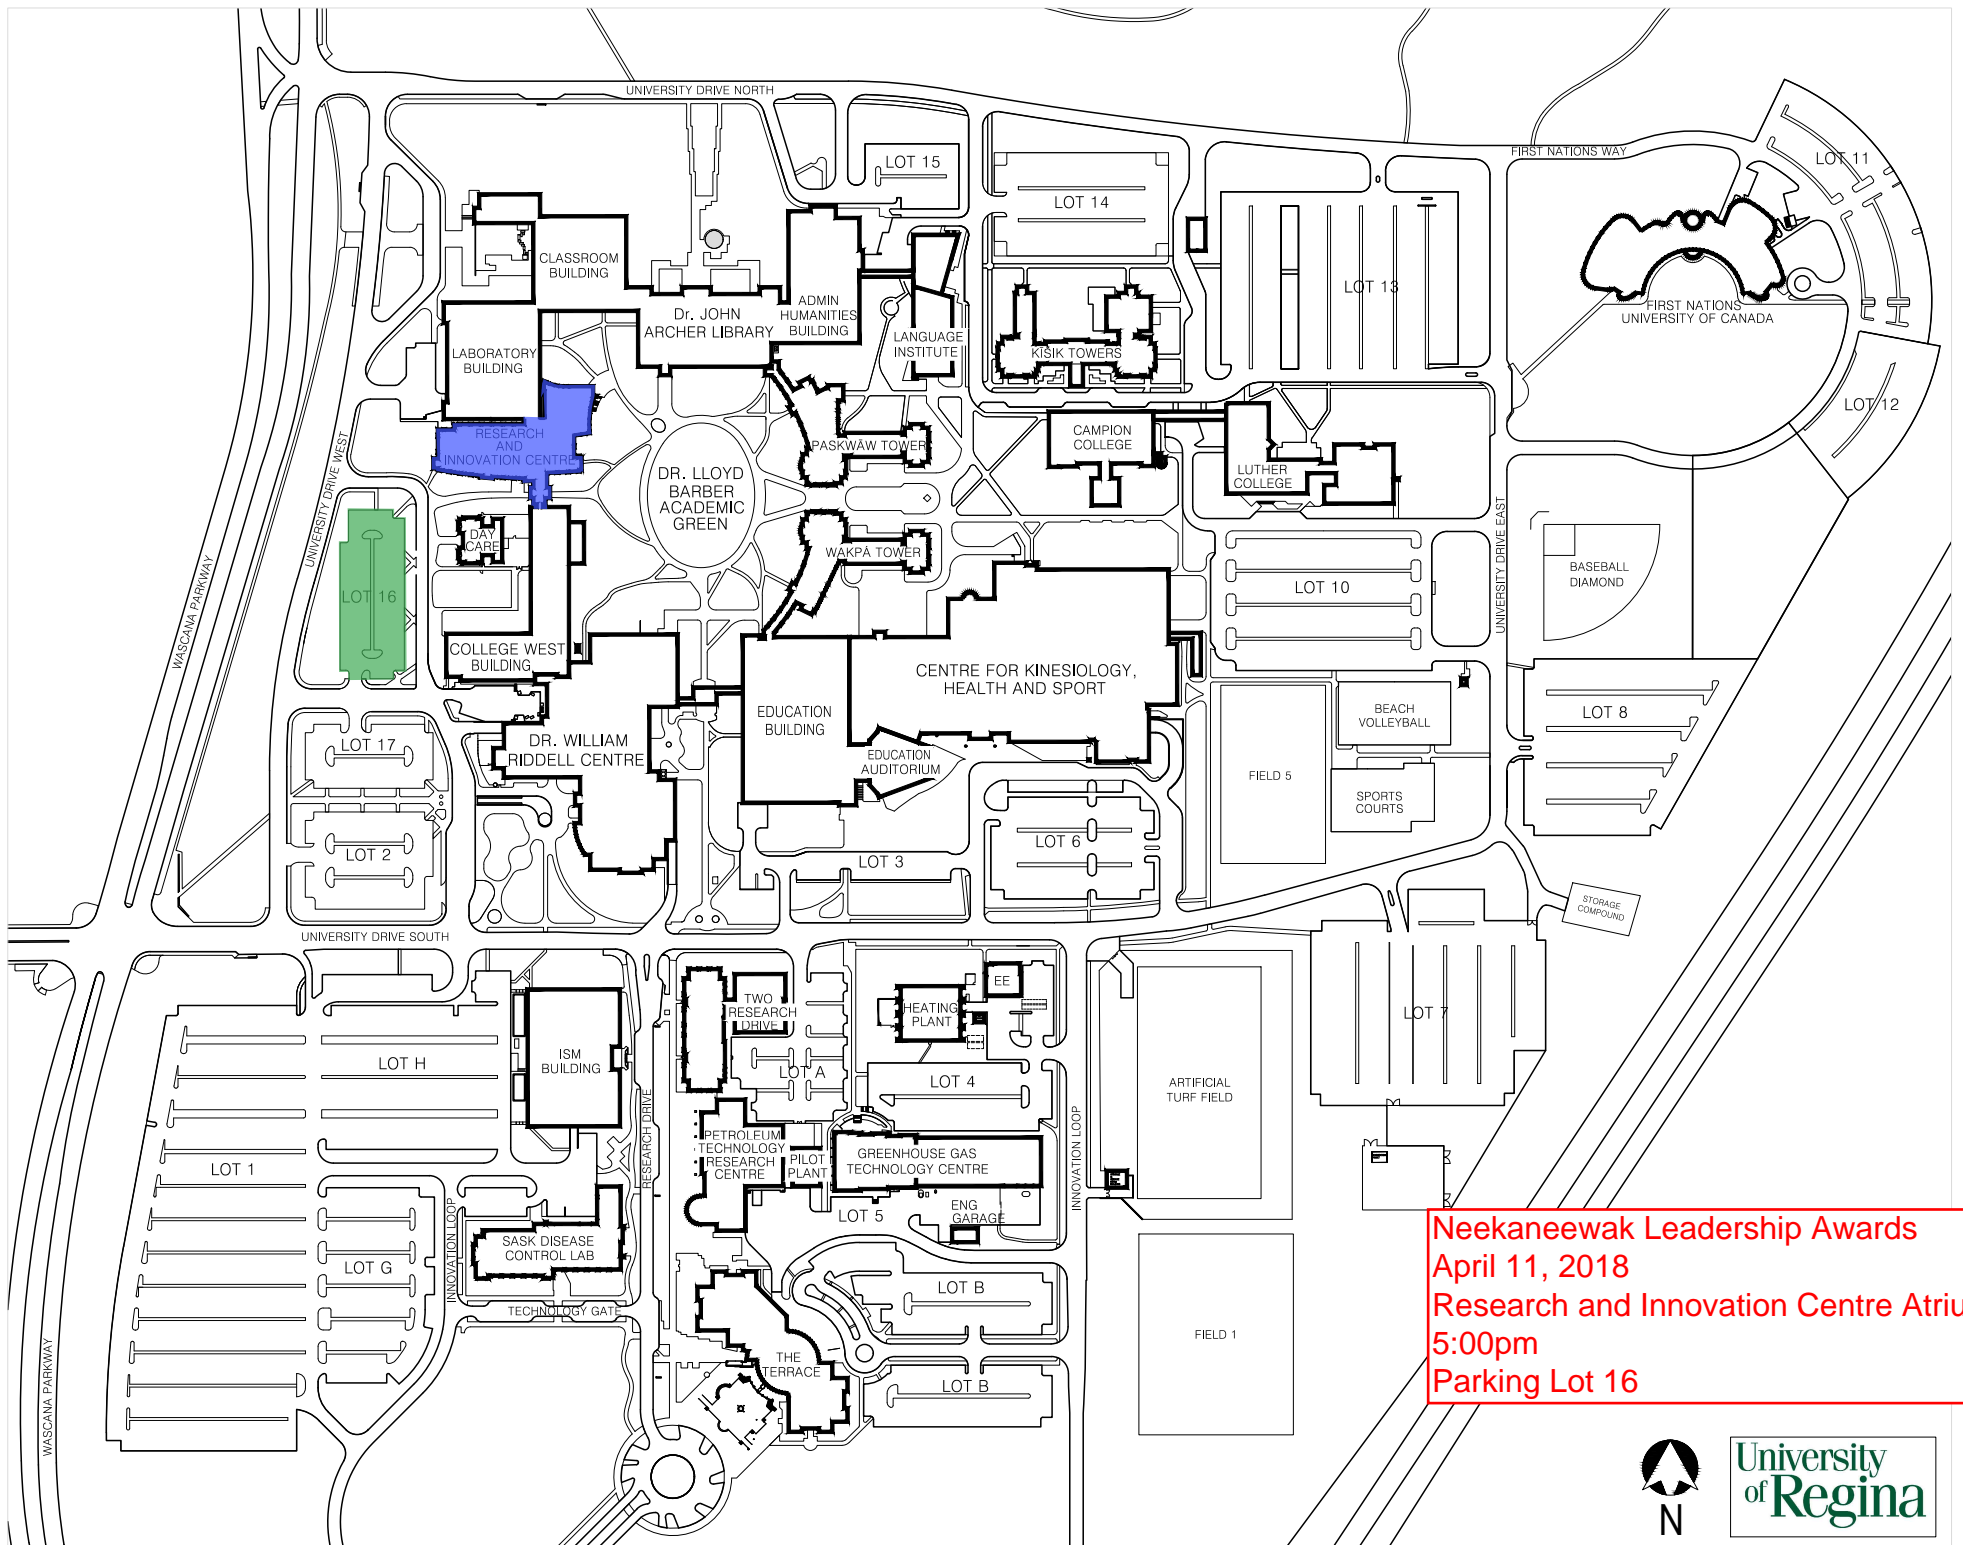 UNIVERSITY DRIVE NORTH
FIRST NATIONS WAY
LOT 11
LOT 15
LOT 14
CLASSROOM
BUILDING
LOT 13
ADMIN
HUMANITIES
BUILDING
Dr. JOHN
ARCHER LIBRARY
FIRST NATIONS
UNIVERSITY OF CANADA
LANGUAGE
INSTITUTE
KĪSIK TOWERS
LABORATORY
BUILDING
LOT 12
UNIVERSITY DRIVE WEST
RESEARCH
AND
INNOVATION CENTRE
PASKWĀW TOWER
CAMPION
COLLEGE
LUTHER
COLLEGE
DR. LLOYD
BARBER
ACADEMIC
GREEN
UNIVERSITY DRIVE EAST
DAY
CARE
WAKPĀ TOWER
BASEBALL
DIAMOND
LOT 10
LOT 16
WASCANA PARKWAY
COLLEGE WEST
BUILDING
CENTRE FOR KINESIOLOGY,
HEALTH AND SPORT
EDUCATION
BUILDING
BEACH
VOLLEYBALL
LOT 8
LOT 17
DR. WILLIAM
RIDDELL CENTRE
EDUCATION
AUDITORIUM
FIELD 5
SPORTS
COURTS
LOT 2
LOT 3
LOT 6
STORAGE
COMPOUND
UNIVERSITY DRIVE SOUTH
EE
TWO
RESEARCH
DRIVE
HEATING
PLANT
LOT 7
LOT H
ISM
BUILDING
LOT A
LOT 4
ARTIFICIAL
TURF FIELD
RESEARCH DRIVE
INNOVATION LOOP
PETROLEUM
TECHNOLOGY
RESEARCH
CENTRE
PILOT
PLANT
GREENHOUSE GAS
TECHNOLOGY CENTRE
LOT 1
LOT 5
ENG
GARAGE
INNOVATION LOOP
SASK DISEASE
CONTROL LAB
LOT G
LOT B
TECHNOLOGY GATE
FIELD 1
THE
TERRACE
LOT B
WASCANA PARKWAY
Neekaneewak Leadership Awards
April 11, 2018
Research and Innovation Centre Atriu
5:00pm
Parking Lot 16
N
University
of Regina